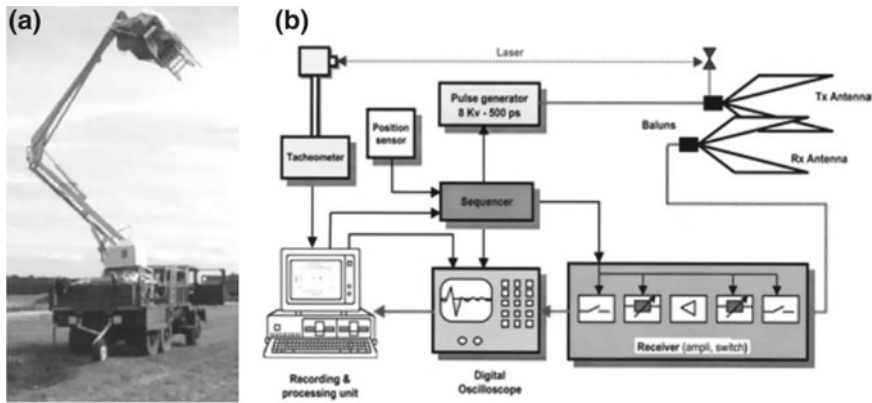 (a)
(b)
Laser
Pulse generator
8 Kv - 500 ps
Tx Antenna
Position
sensor
Baluns
Tacheometer
Rx Antenna
Sequencer
Receiver (ampli, switch)
Recording &
processing unit
Digital
Oscilloscope